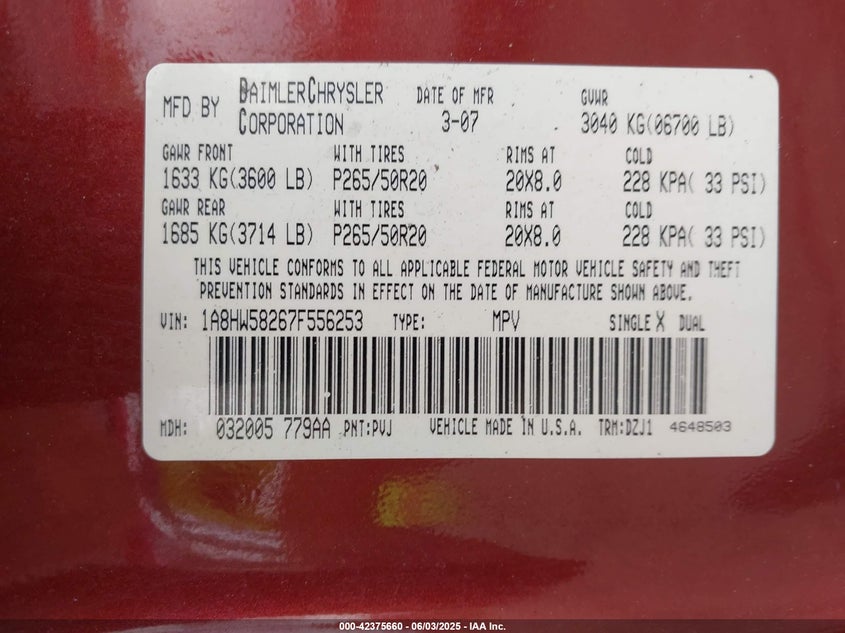 MFD BY DAIMLERCHRYSLER CORPORATION DATE OF MFR 3-07 GVWR 3040 KG(06700 LB)
GAWR FRONT WITH TIRES RIMS AT COLD
1633 KG(3600 LB) P265/50R20 20X8.0 228 KPA( 33 PSI)
GAWR REAR WITH TIRES RIMS AT COLD
1685 KG(3714 LB) P265/50R20 20X8.0 228 KPA( 33 PSI)
THIS VEHICLE CONFORMS TO ALL APPLICABLE FEDERAL MOTOR VEHICLE SAFETY AND THEFT
PREVENTION STANDARDS IN EFFECT ON THE DATE OF MANUFACTURE SHOWN ABOVE.
VIN: 1A8HW58267F556253 TYPE: MPV SINGLE X DUAL
MDH: 032005 779AA PNT:PVJ VEHICLE MADE IN U.S.A. TRM:DZJ1 4648503
000-42375660 - 06/03/2025 - IAA Inc.